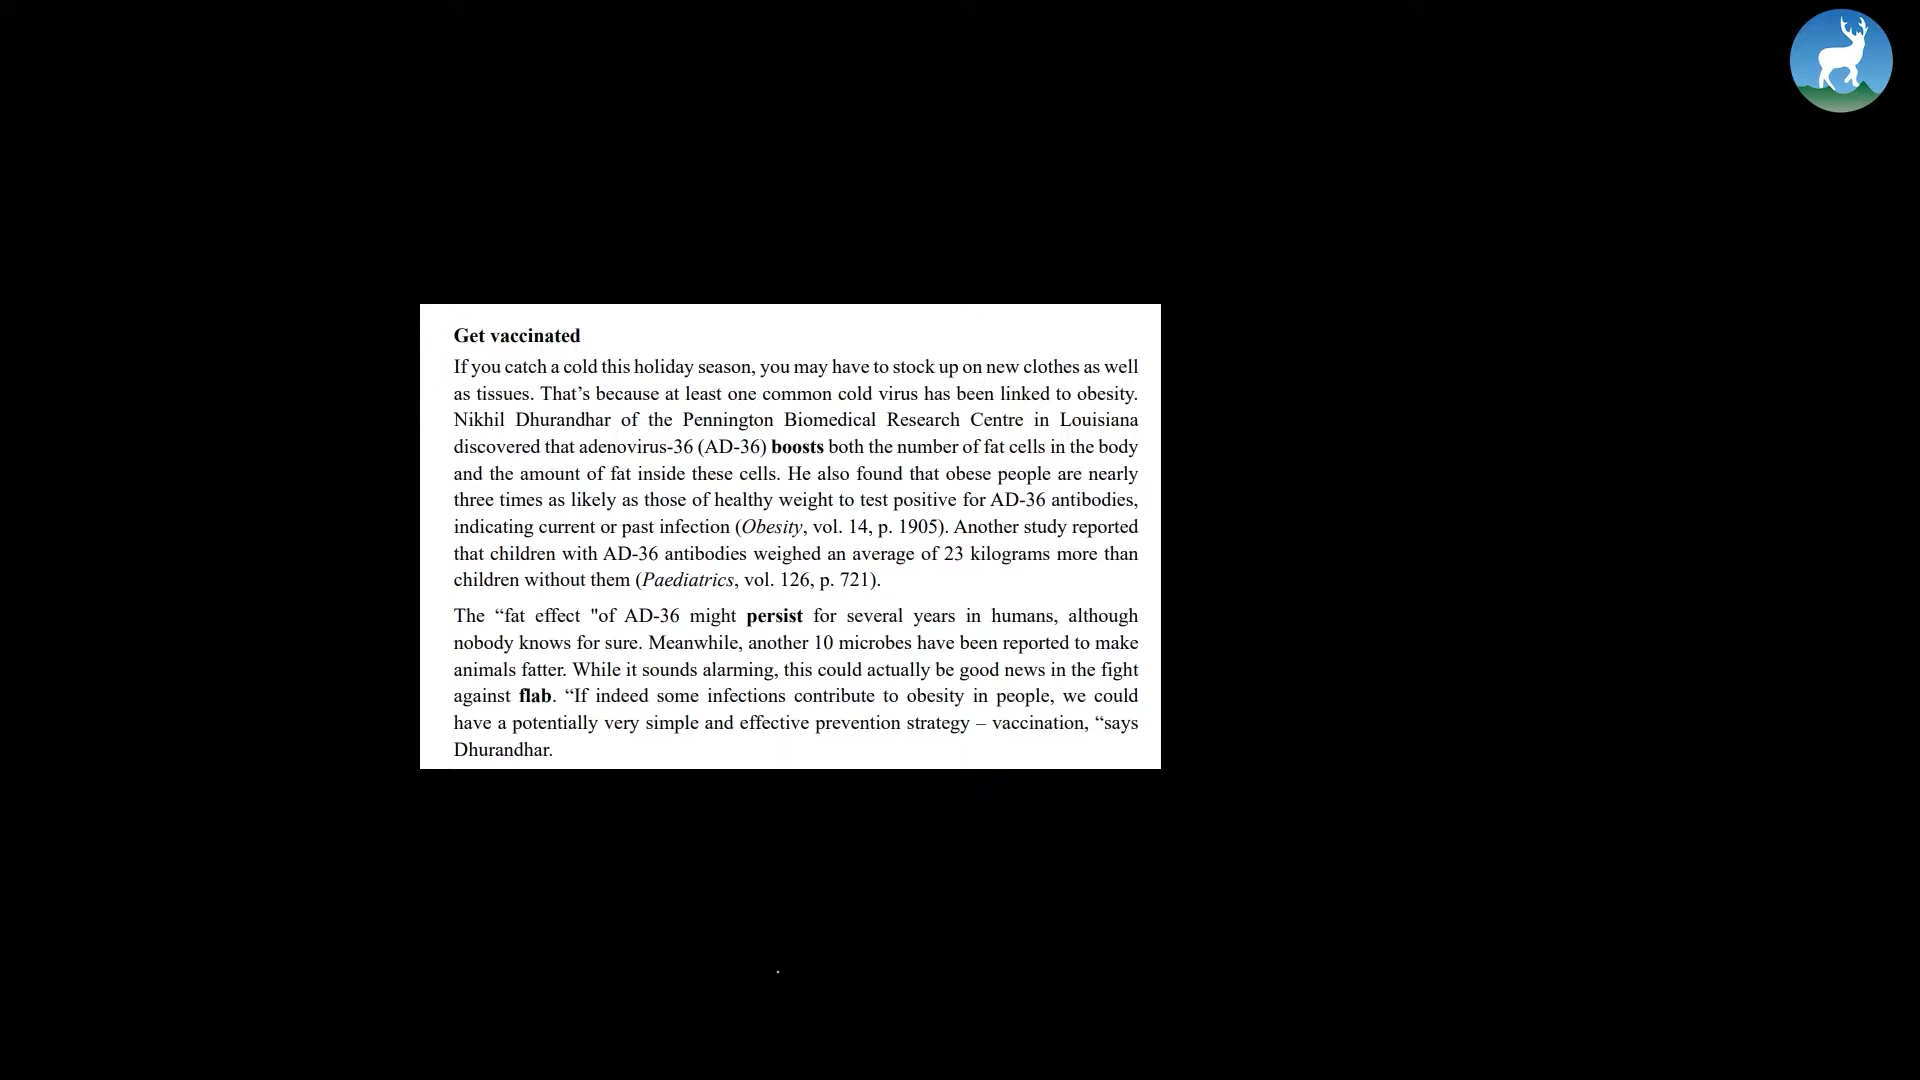 Get vaccinated
If you catch a cold this holiday season, you may have to stock up on new clothes as well
as tissues. That’s because at least one common cold virus has been linked to obesity.
Nikhil Dhurandhar of the Pennington Biomedical Research Centre in Louisiana
discovered that adenovirus-36 (AD-36) boosts both the number of fat cells in the body
and the amount of fat inside these cells. He also found that obese people are nearly
three times as likely as those of healthy weight to test positive for AD-36 antibodies,
indicating current or past infection (Obesity, vol. 14, p. 1905). Another study reported
that children with AD-36 antibodies weighed an average of 23 kilograms more than
children without them (Paediatrics, vol. 126, p. 721).
The “fat effect "of AD-36 might persist for several years in humans, although
nobody knows for sure. Meanwhile, another 10 microbes have been reported to make
animals fatter. While it sounds alarming, this could actually be good news in the fight
against flab. “If indeed some infections contribute to obesity in people, we could
have a potentially very simple and effective prevention strategy – vaccination, “says
Dhurandhar.